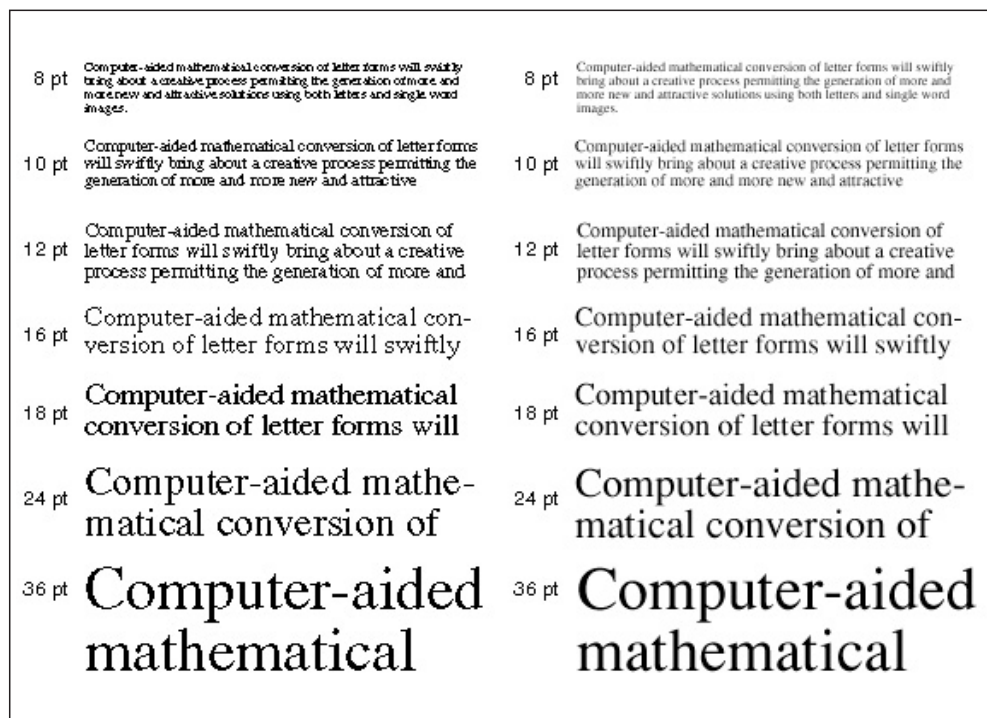 8 pt
Computer-aided mathematical conversion of letter forms will swiftly
bring about a creative process permitting the generation of more and
more new and attractive solutions using both letters and single word
images.
10 pt
Computer-aided mathematical conversion of letter forms
will swiftly bring about a creative process permitting the
generation of more and more new and attractive
12 pt
Computer-aided mathematical conversion of
letter forms will swiftly bring about a creative
process permitting the generation of more and
16 pt
Computer-aided mathematical con-
version of letter forms will swiftly
18 pt
Computer-aided mathematical
conversion of letter forms will
24 pt
Computer-aided mathe-
matical conversion of
36 pt
Computer-aided
mathematical
8 pt
Computer-aided mathematical conversion of letter forms will swiftly
bring about a creative process permitting the generation of more and
more new and attractive solutions using both letters and single word
images.
10 pt
Computer-aided mathematical conversion of letter forms
will swiftly bring about a creative process permitting the
generation of more and more new and attractive
12 pt
Computer-aided mathematical conversion of
letter forms will swiftly bring about a creative
process permitting the generation of more and
16 pt
Computer-aided mathematical con-
version of letter forms will swiftly
18 pt
Computer-aided mathematical
conversion of letter forms will
24 pt
Computer-aided mathe-
matical conversion of
36 pt
Computer-aided
mathematical